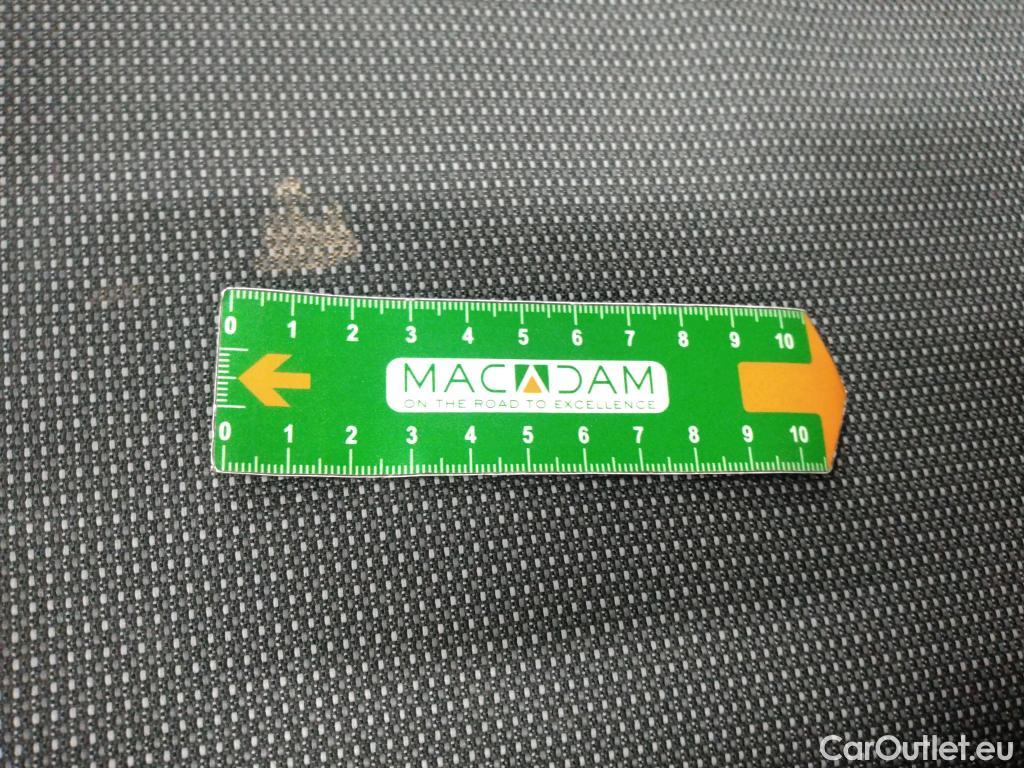 0 1 2 3 4 5 6 7 8 9 10
MACADAM
ON THE ROAD TO EXCELLENCE
0 1 2 3 4 5 6 7 8 9 10
CarOutlet.eu